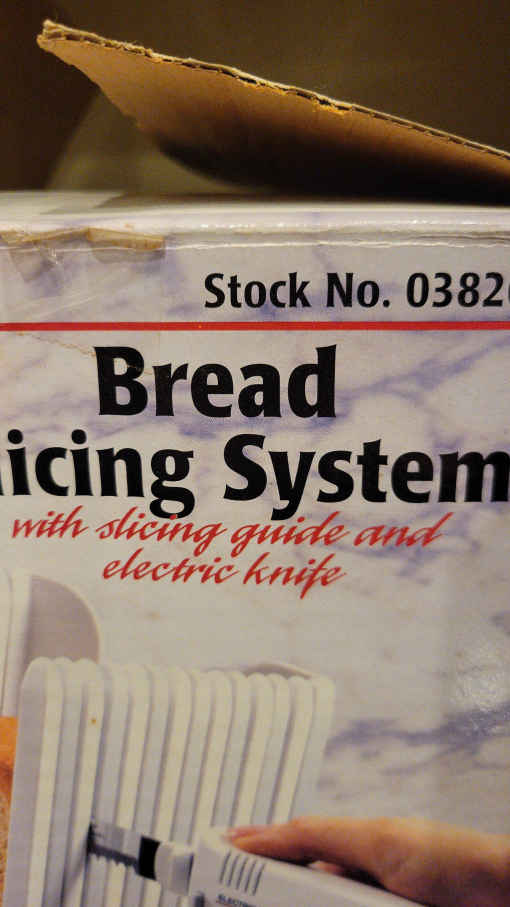 Stock No. 0382
Bread
icing System
with slicing guide and
electric knife